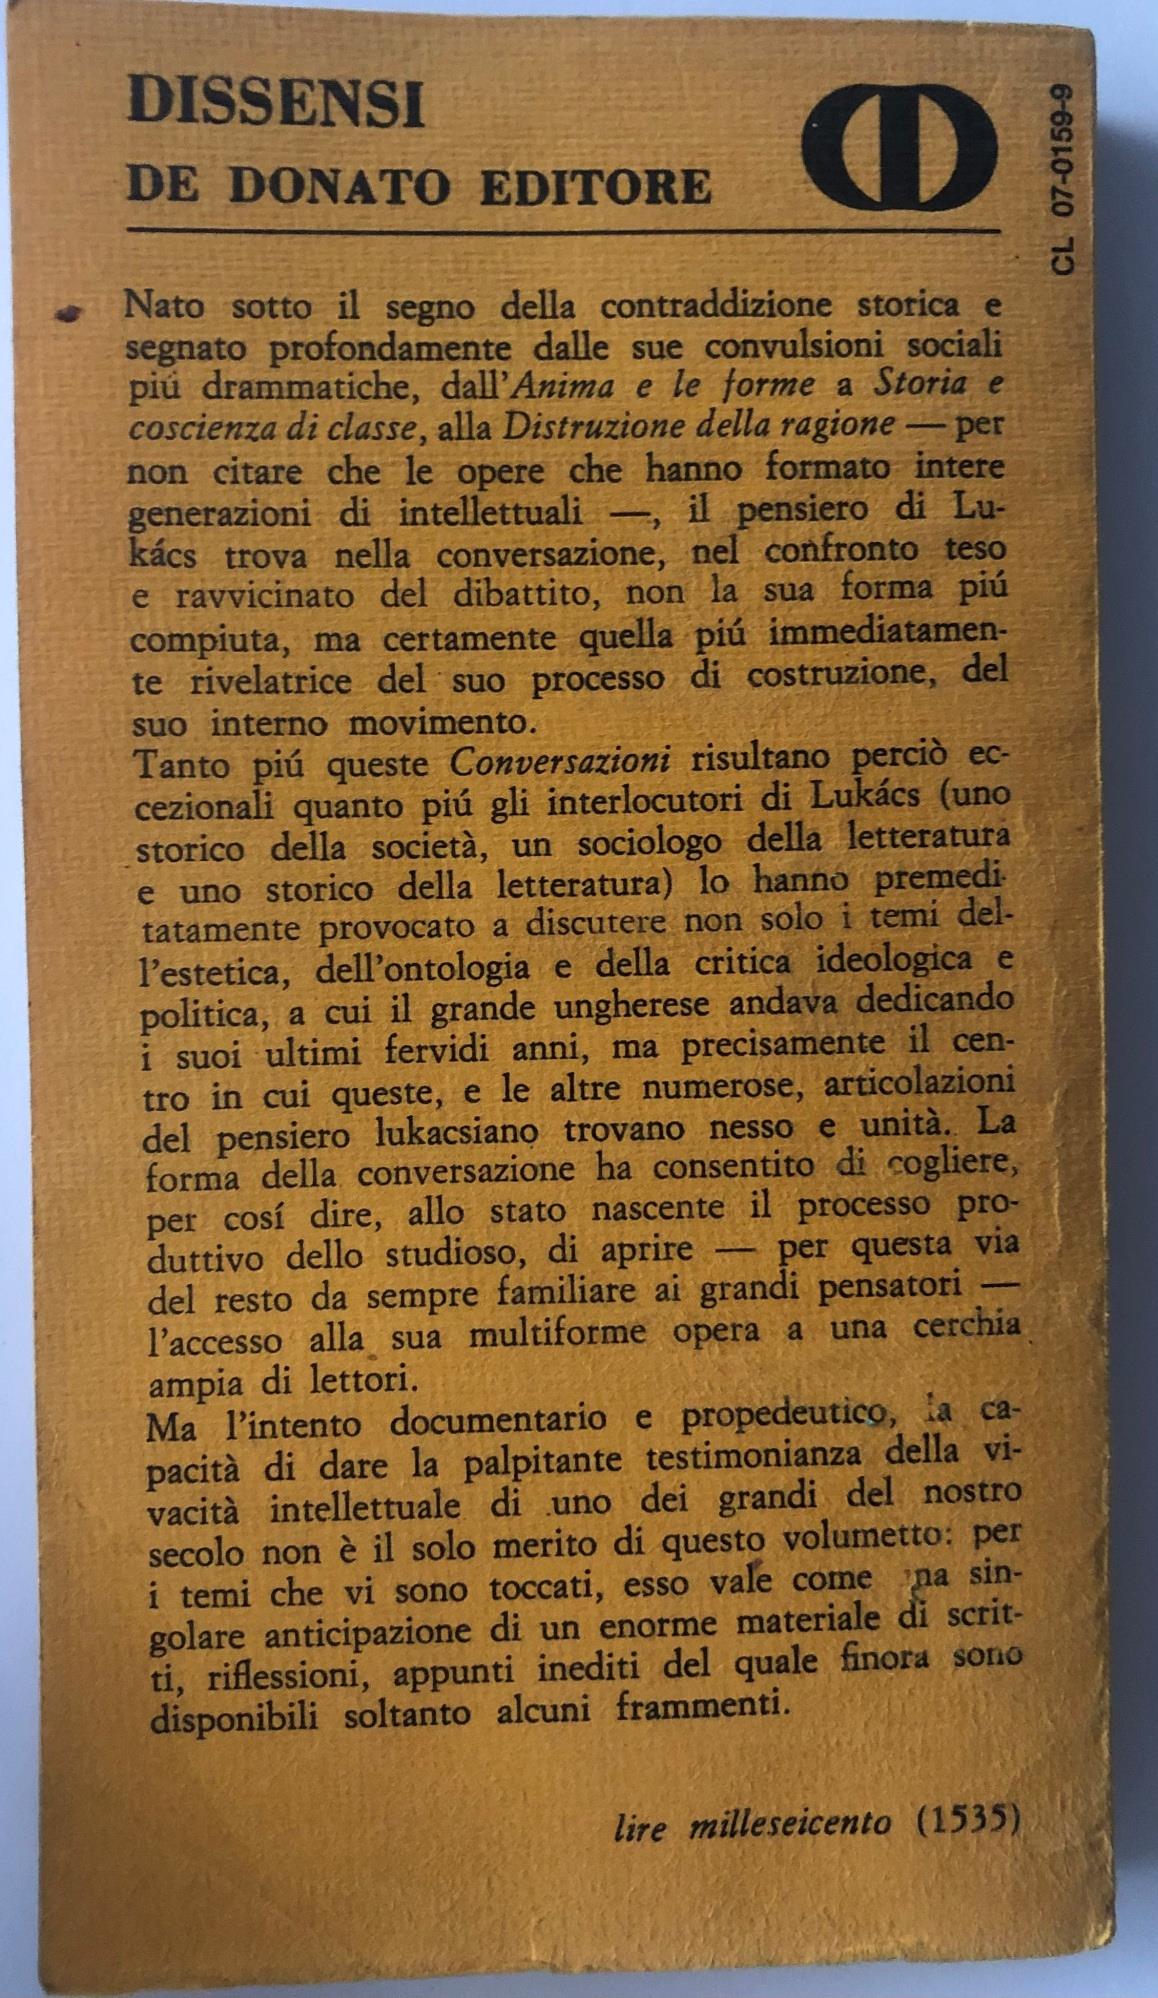 DISSENSI
DE DONATO EDITORE
CL 07-0159-9
Nato sotto il segno della contraddizione storica e
segnato profondamente dalle sue convulsioni sociali
piú drammatiche, dall'Anima e le forme a Storia e
coscienza di classe, alla Distruzione della ragione — per
non citare che le opere che hanno formato intere
generazioni di intellettuali —, il pensiero di Lu-
kács trova nella conversazione, nel confronto teso
e ravvicinato del dibattito, non la sua forma piú
compiuta, ma certamente quella piú immediatamen-
te rivelatrice del suo processo di costruzione, del
suo interno movimento.
Tanto piú queste Conversazioni risultano perciò ec-
cezionali quanto piú gli interlocutori di Lukács (uno
storico della società, un sociologo della letteratura
e uno storico della letteratura) lo hanno premedi-
tatamente provocato a discutere non solo i temi del-
l'estetica, dell'ontologia e della critica ideologica e
politica, a cui il grande ungherese andava dedicando
i suoi ultimi fervidi anni, ma precisamente il cen-
tro in cui queste, e le altre numerose, articolazioni
del pensiero lukacsiano trovano nesso e unità. La
forma della conversazione ha consentito di cogliere,
per cosí dire, allo stato nascente il processo pro-
duttivo dello studioso, di aprire — per questa via
del resto da sempre familiare ai grandi pensatori —
l'accesso alla sua multiforme opera a una cerchia
ampia di lettori.
Ma l'intento documentario e propedeutico, la ca-
pacità di dare la palpitante testimonianza della vi-
vacità intellettuale di uno dei grandi del nostro
secolo non è il solo merito di questo volumetto: per
i temi che vi sono toccati, esso vale come una sin-
golare anticipazione di un enorme materiale di scrit-
ti, riflessioni, appunti inediti del quale finora sono
disponibili soltanto alcuni frammenti.
lire milleseicento (1535)